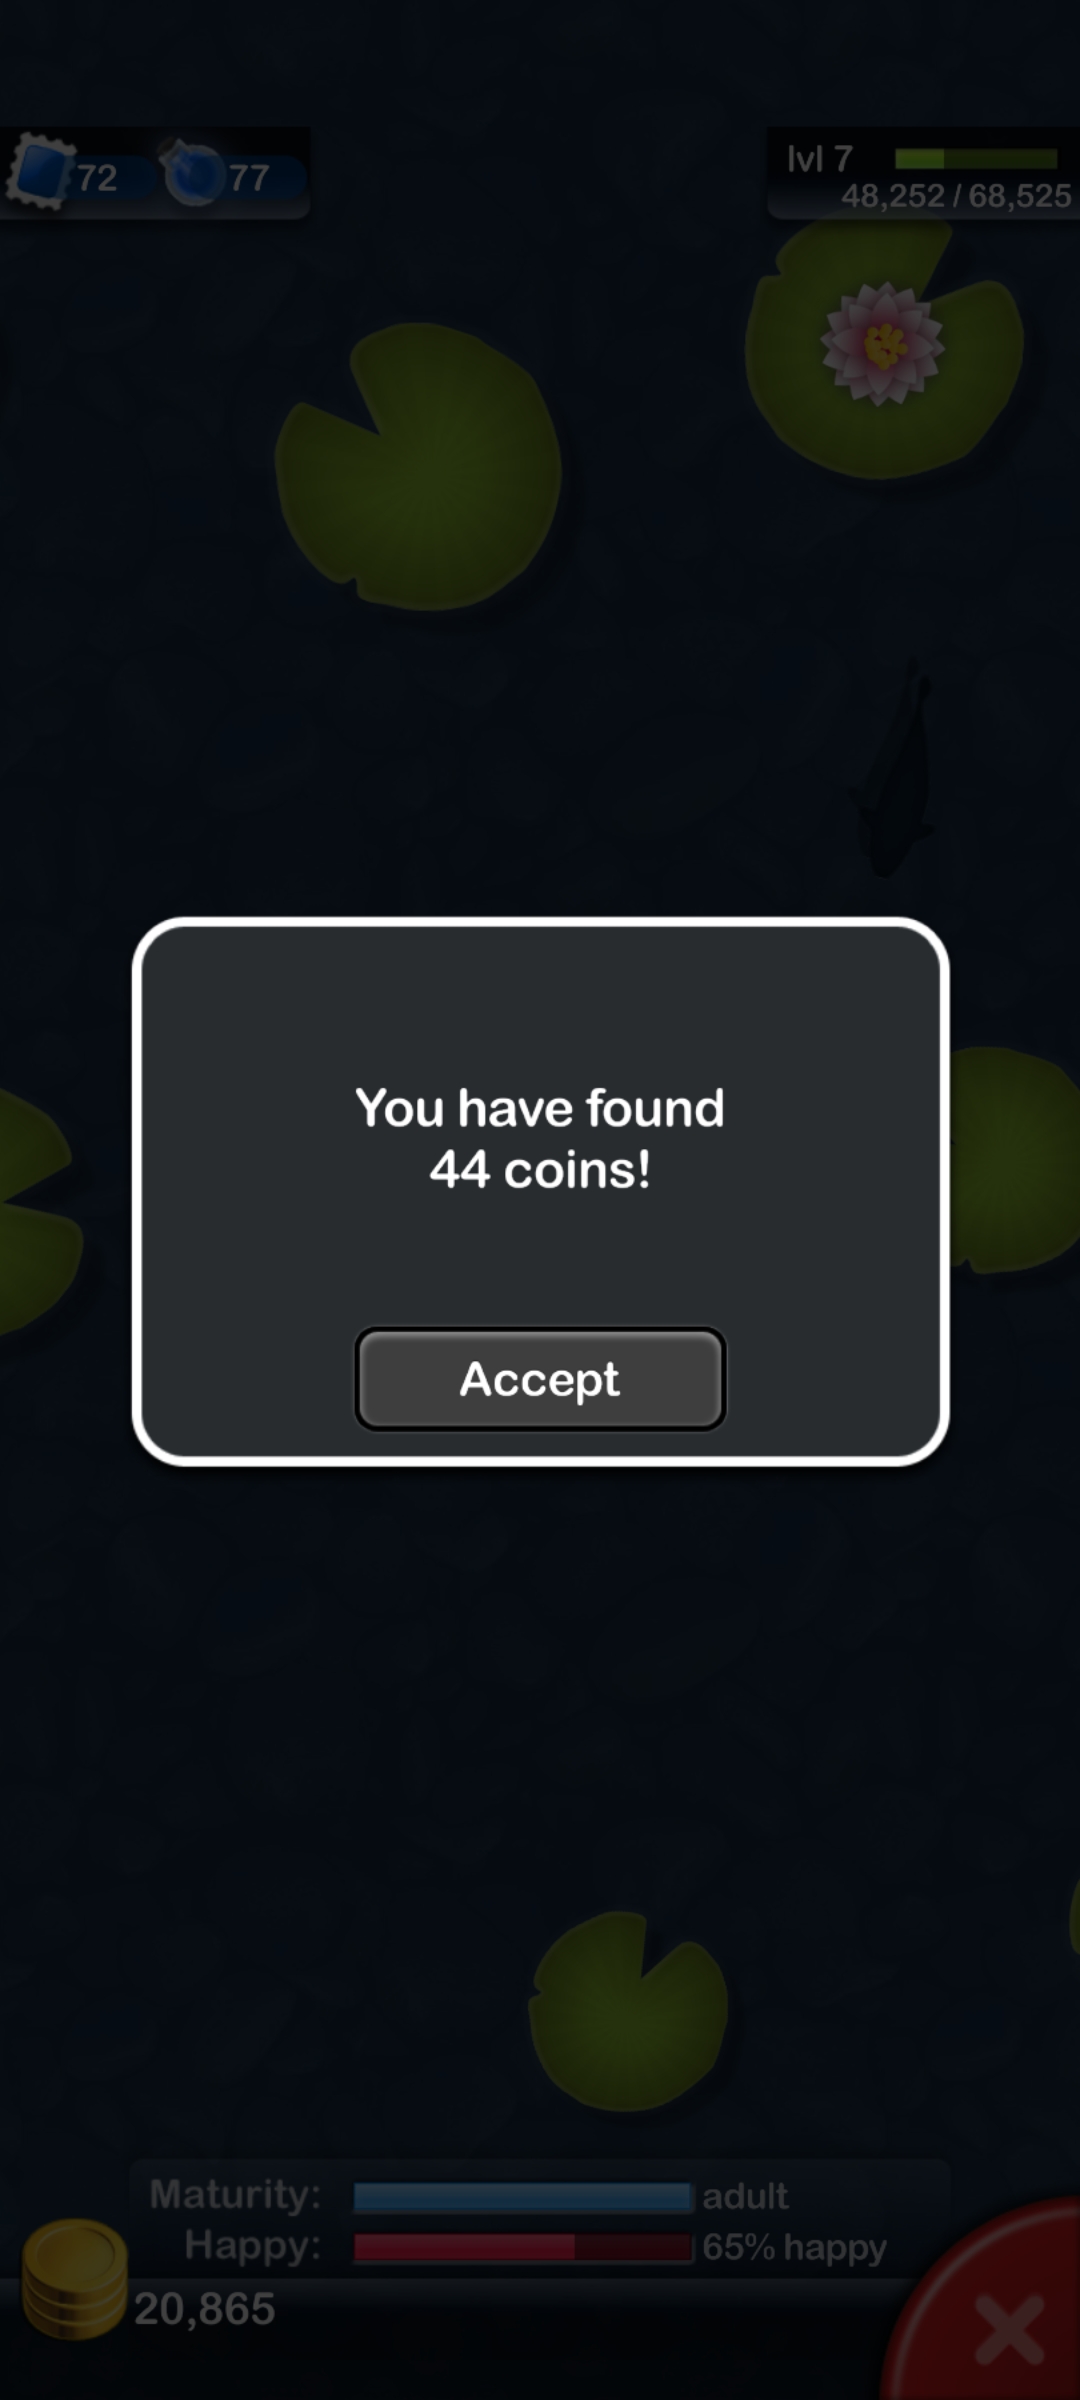 72
77
lvl 7
48,252 / 68,525
You have found
44 coins!
Accept
Maturity: adult
Happy: 65% happy
20,865